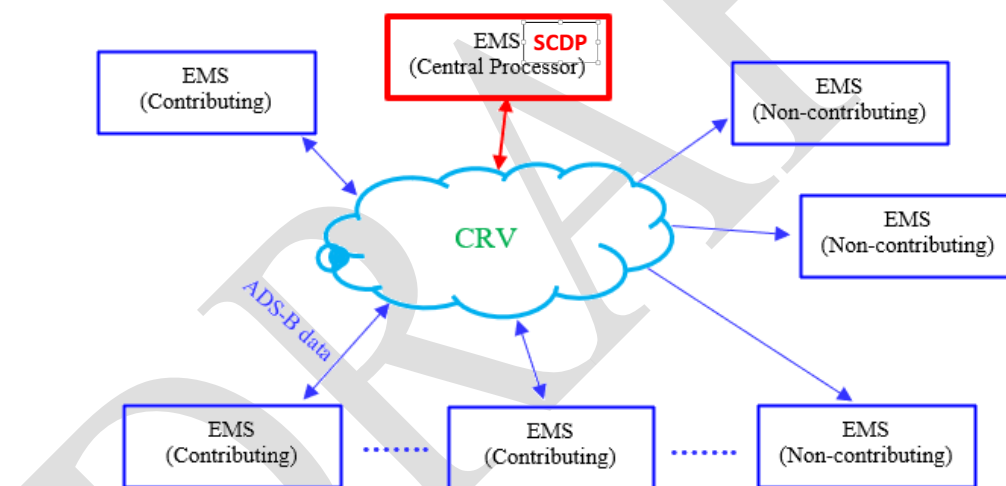 EMS SCDP
(Central Processor)
EMS
(Contributing)
EMS
(Non-contributing)
EMS
(Non-contributing)
CRV
ADS-B data
EMS
(Contributing)
EMS
(Contributing)
EMS
(Non-contributing)
DRAF